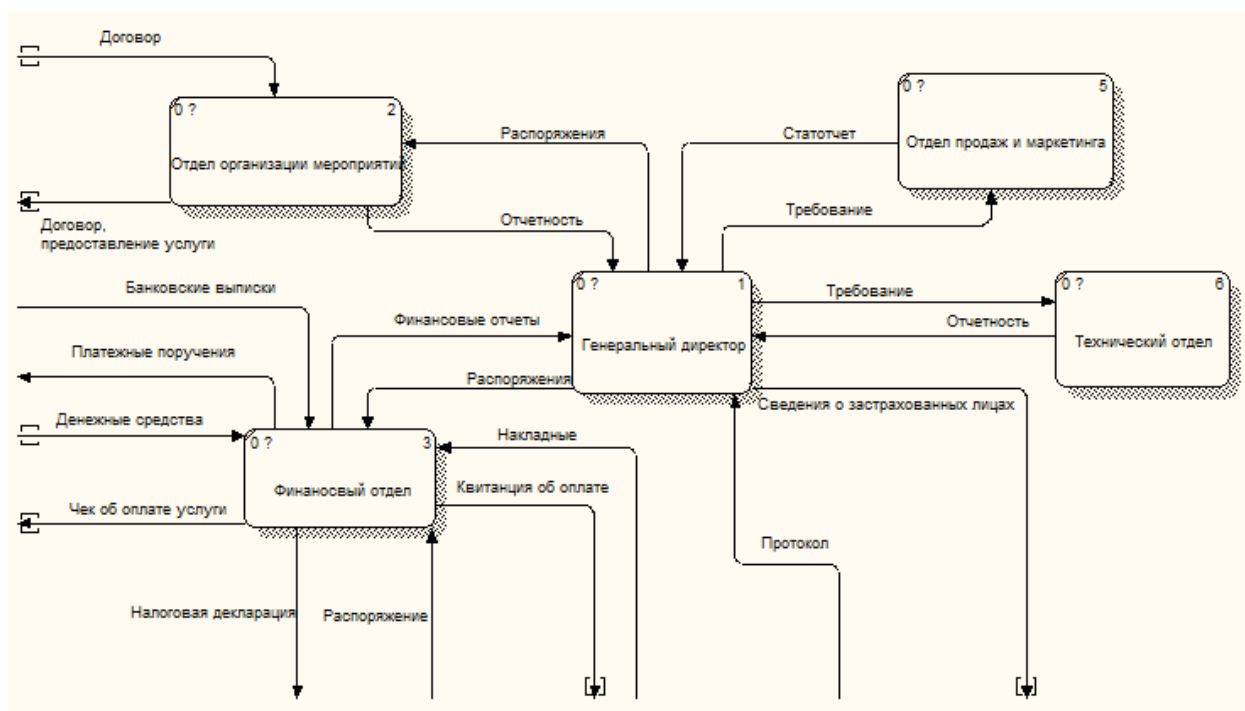 Договор
0 ?
2
Отдел организации мероприяти
Распоряжения
Статотчет
0 ?
5
Отдел продаж и маркетинга
Договор,
предоставление услуги
Отчетность
Требование
Банковские выписки
0 ?
1
Генеральный директор
Требование
0 ?
6
Технический отдел
Финансовые отчеты
Отчетность
Платежные поручения
Распоряжения
Сведения о застрахованных лицах
Денежные средства
0 ?
3
Финаносвый отдел
Накладные
Квитанция об оплате
Чек об оплате услуги
Протокол
Налоговая декларация
Распоряжение